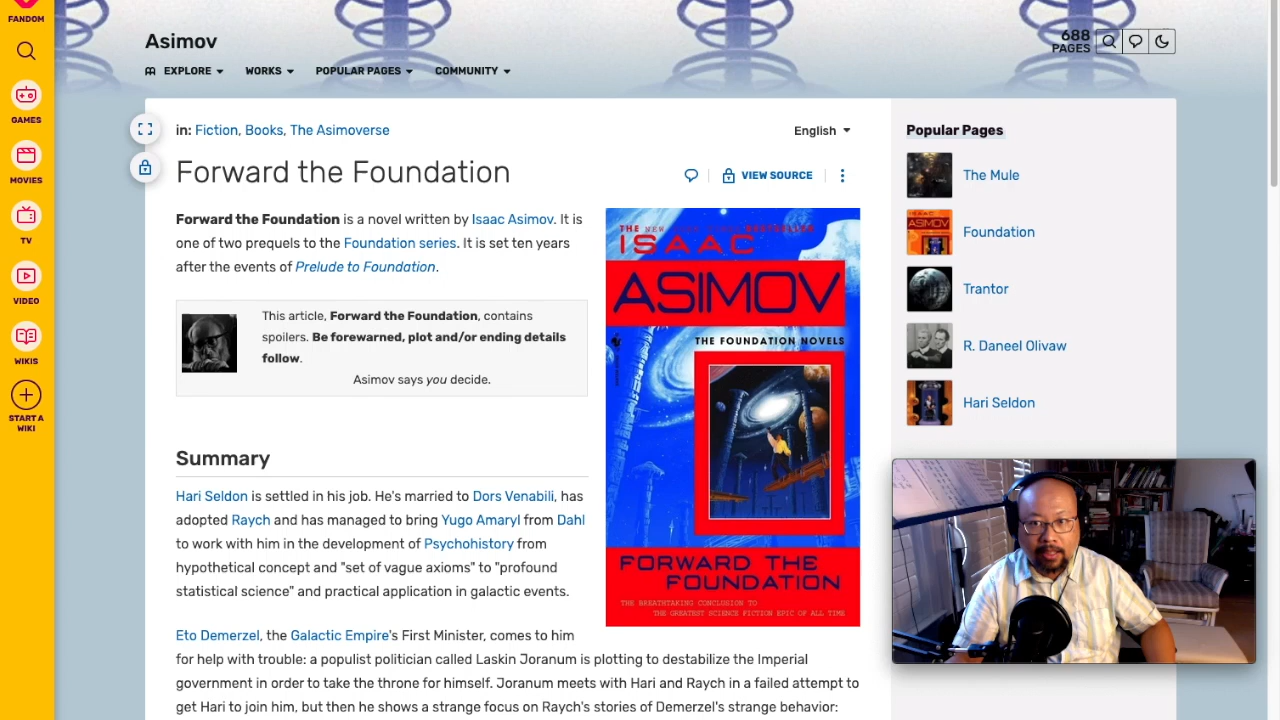 FANDOM
GAMES
MOVIES
TV
VIDEO
WIKIS
START A
WIKI
Asimov
688
PAGES
EXPLORE
WORKS
POPULAR PAGES
COMMUNITY
in: Fiction, Books, The Asimoverse
English
Forward the Foundation
VIEW SOURCE
Forward the Foundation is a novel written by Isaac Asimov. It is
one of two prequels to the Foundation series. It is set ten years
after the events of Prelude to Foundation.
This article, Forward the Foundation, contains
spoilers. Be forewarned, plot and/or ending details
follow.
Asimov says you decide.
THE NEW YORK TIMES BESTSELLER
ISAAC
ASIMOV
THE FOUNDATION NOVELS
FORWARD THE
FOUNDATION
THE BREATHTAKING CONCLUSION TO
THE GREATEST SCIENCE FICTION EPIC OF ALL TIME
Summary
Hari Seldon is settled in his job. He's married to Dors Venabili, has
adopted Raych and has managed to bring Yugo Amaryl from Dahl
to work with him in the development of Psychohistory from
hypothetical concept and "set of vague axioms" to "profound
statistical science" and practical application in galactic events.
Eto Demerzel, the Galactic Empire's First Minister, comes to him
for help with trouble: a populist politician called Laskin Joranum is plotting to destabilize the Imperial
government in order to take the throne for himself. Joranum meets with Hari and Raych in a failed attempt to
get Hari to join him, but then he shows a strange focus on Raych's stories of Demerzel's strange behavior:
Popular Pages
The Mule
ISAAC
ASIMOV
Foundation
Trantor
R. Daneel Olivaw
Hari Seldon